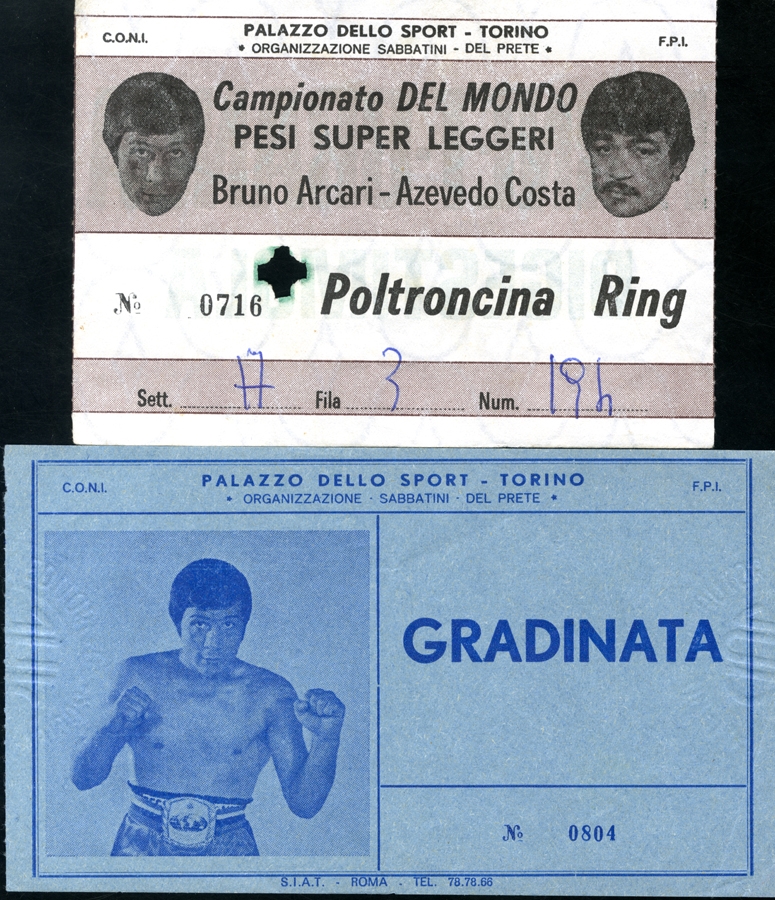 C.O.N.I.
PALAZZO DELLO SPORT - TORINO
* ORGANIZZAZIONE SABBATINI - DEL PRETE *
F.P.I.
Campionato DEL MONDO
PESI SUPER LEGGERI
Bruno Arcari - Azevedo Costa
Nº 0716
Poltroncina Ring
Sett. A Fila 3 Num. 194
C.O.N.I.
PALAZZO DELLO SPORT - TORINO
* ORGANIZZAZIONE - SABBATINI - DEL PRETE *
F.P.I.
GRADINATA
Nº 0804
S.I.A.T. - ROMA - TEL. 78.78.66